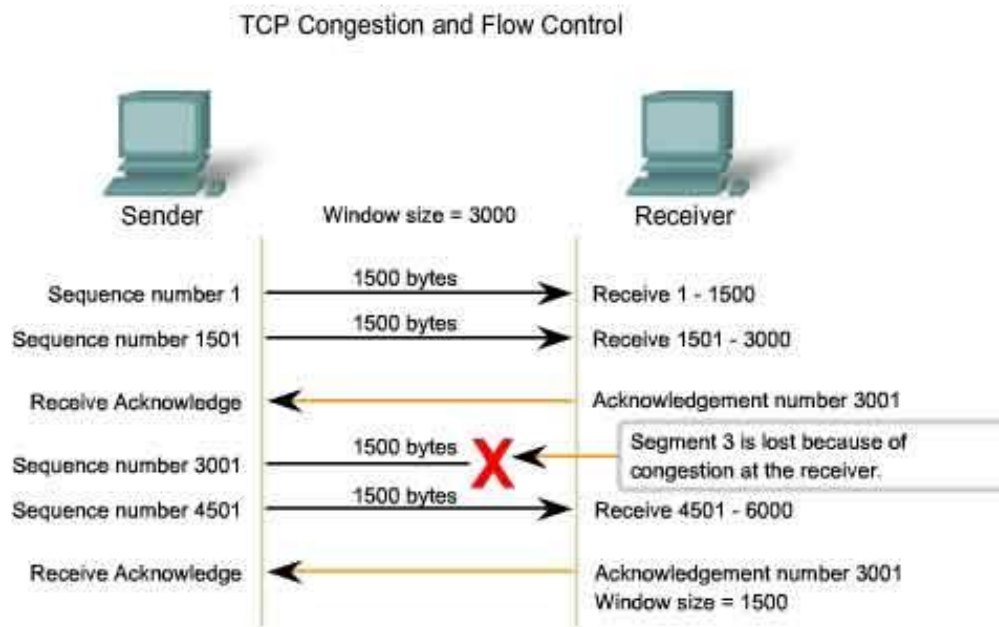 TCP Congestion and Flow Control
Sender
Window size = 3000
Receiver
Sequence number 1
1500 bytes
Receive 1 - 1500
Sequence number 1501
1500 bytes
Receive 1501 - 3000
Receive Acknowledge
Acknowledgement number 3001
Sequence number 3001
1500 bytes
X
Segment 3 is lost because of
congestion at the receiver.
Sequence number 4501
1500 bytes
Receive 4501 - 6000
Receive Acknowledge
Acknowledgement number 3001
Window size = 1500